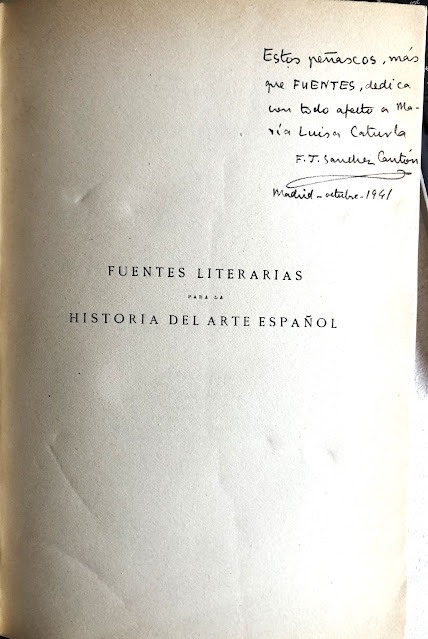 Estos peñascos, más
que FUENTES, dedica
con todo afecto a Ma-
ría Luisa Caturla
F. J. Sanchez Cantón
Madrid-octubre-1941
FUENTES LITERARIAS
PARA LA
HISTORIA DEL ARTE ESPAÑOL